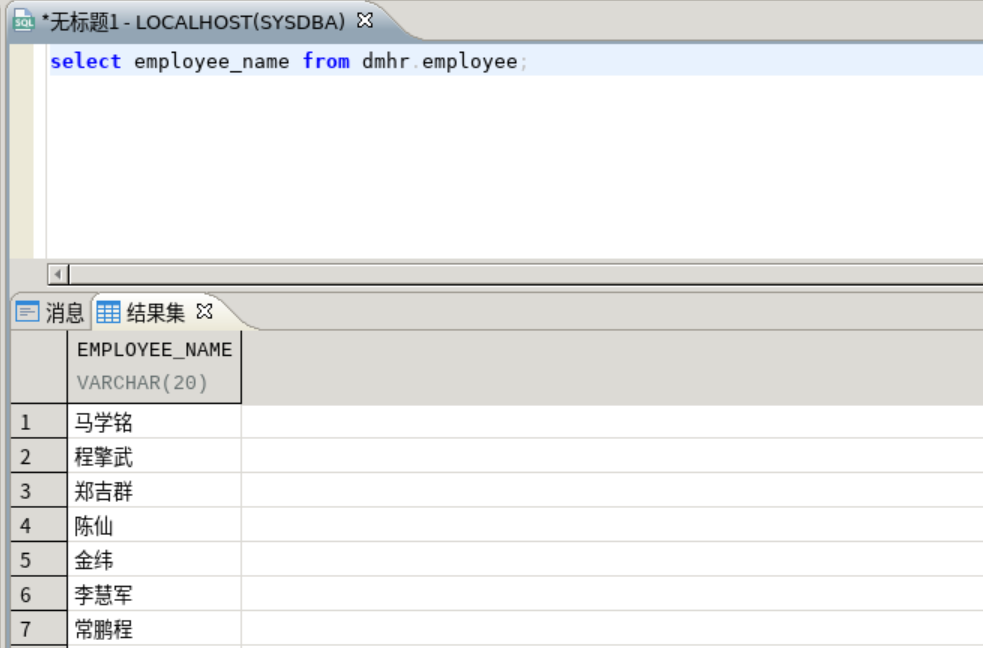 *无标题1 - LOCALHOST(SYSDBA)
select employee_name from dmhr.employee;
消息 结果集
EMPLOYEE_NAME
VARCHAR(20)
1 马学铭
2 程擎武
3 郑吉群
4 陈仙
5 金纬
6 李慧军
7 常鹏程